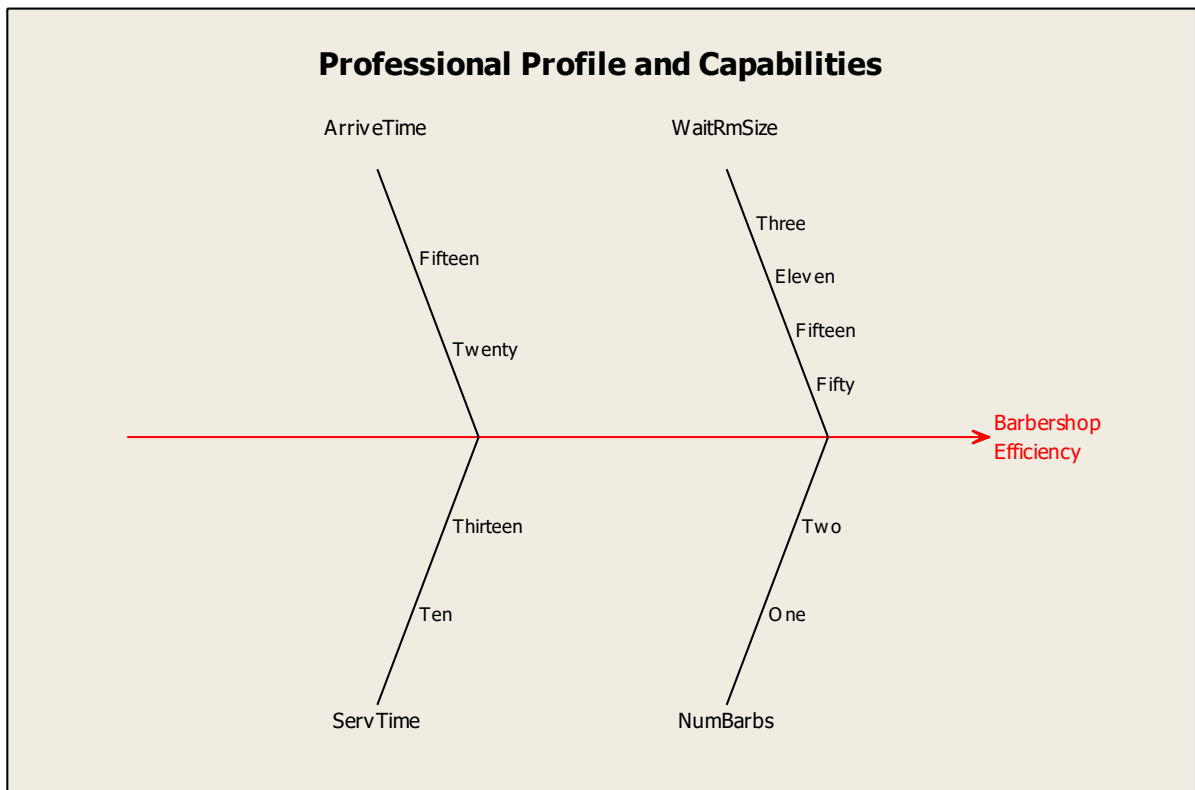 Professional Profile and Capabilities
ArriveTime
WaitRmSize
Three
Fifteen
Eleven
Fifteen
Twenty
Fifty
Barbershop
Efficiency
Thirteen
Two
Ten
One
ServTime
NumBarbs